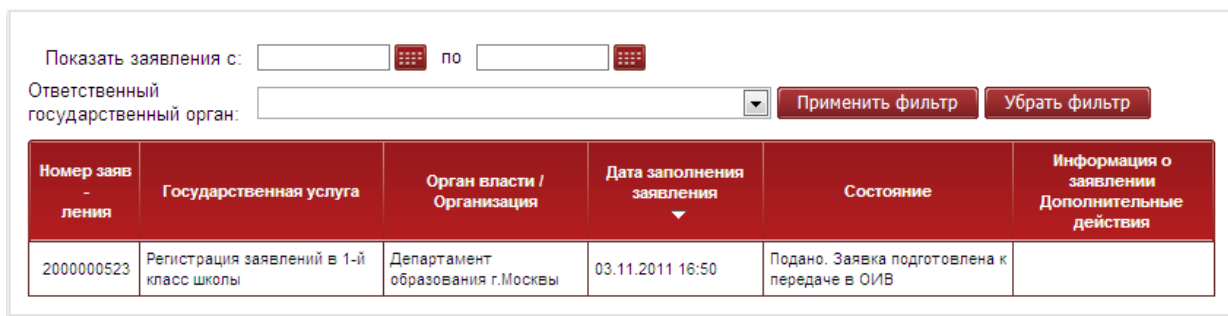 Показать заявления с: по
Ответственный
государственный орган: Применить фильтр Убрать фильтр
Номер заяв
-
ления
Государственная услуга
Орган власти /
Организация
Дата заполнения
заявления
Состояние
Информация о
заявлении
Дополнительные
действия
2000000523
Регистрация заявлений в 1-й
класс школы
Департамент
образования г.Москвы
03.11.2011 16:50
Подано. Заявка подготовлена к
передаче в ОИВ